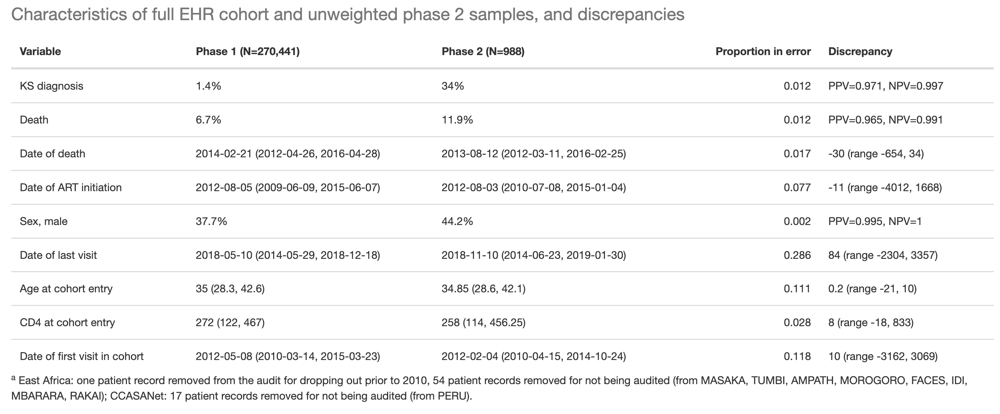 Characteristics of full EHR cohort and unweighted phase 2 samples, and discrepancies
Variable Phase 1 (N=270,441) Phase 2 (N=988) Proportion in error Discrepancy
KS diagnosis 1.4% 34% 0.012 PPV=0.971, NPV=0.997
Death 6.7% 11.9% 0.012 PPV=0.965, NPV=0.991
Date of death 2014-02-21 (2012-04-26, 2016-04-28) 2013-08-12 (2012-03-11, 2016-02-25) 0.017 -30 (range -654, 34)
Date of ART initiation 2012-08-05 (2009-06-09, 2015-06-07) 2012-08-03 (2010-07-08, 2015-01-04) 0.077 -11 (range -4012, 1668)
Sex, male 37.7% 44.2% 0.002 PPV=0.995, NPV=1
Date of last visit 2018-05-10 (2014-05-29, 2018-12-18) 2018-11-10 (2014-06-23, 2019-01-30) 0.286 84 (range -2304, 3357)
Age at cohort entry 35 (28.3, 42.6) 34.85 (28.6, 42.1) 0.111 0.2 (range -21, 10)
CD4 at cohort entry 272 (122, 467) 258 (114, 456.25) 0.028 8 (range -18, 833)
Date of first visit in cohort 2012-05-08 (2010-03-14, 2015-03-23) 2012-02-04 (2010-04-15, 2014-10-24) 0.118 10 (range -3162, 3069)
a East Africa: one patient record removed from the audit for dropping out prior to 2010, 54 patient records removed for not being audited (from MASAKA, TUMBI, AMPATH, MOROGORO, FACES, IDI,
MBARARA, RAKAI); CCASANet: 17 patient records removed for not being audited (from PERU).